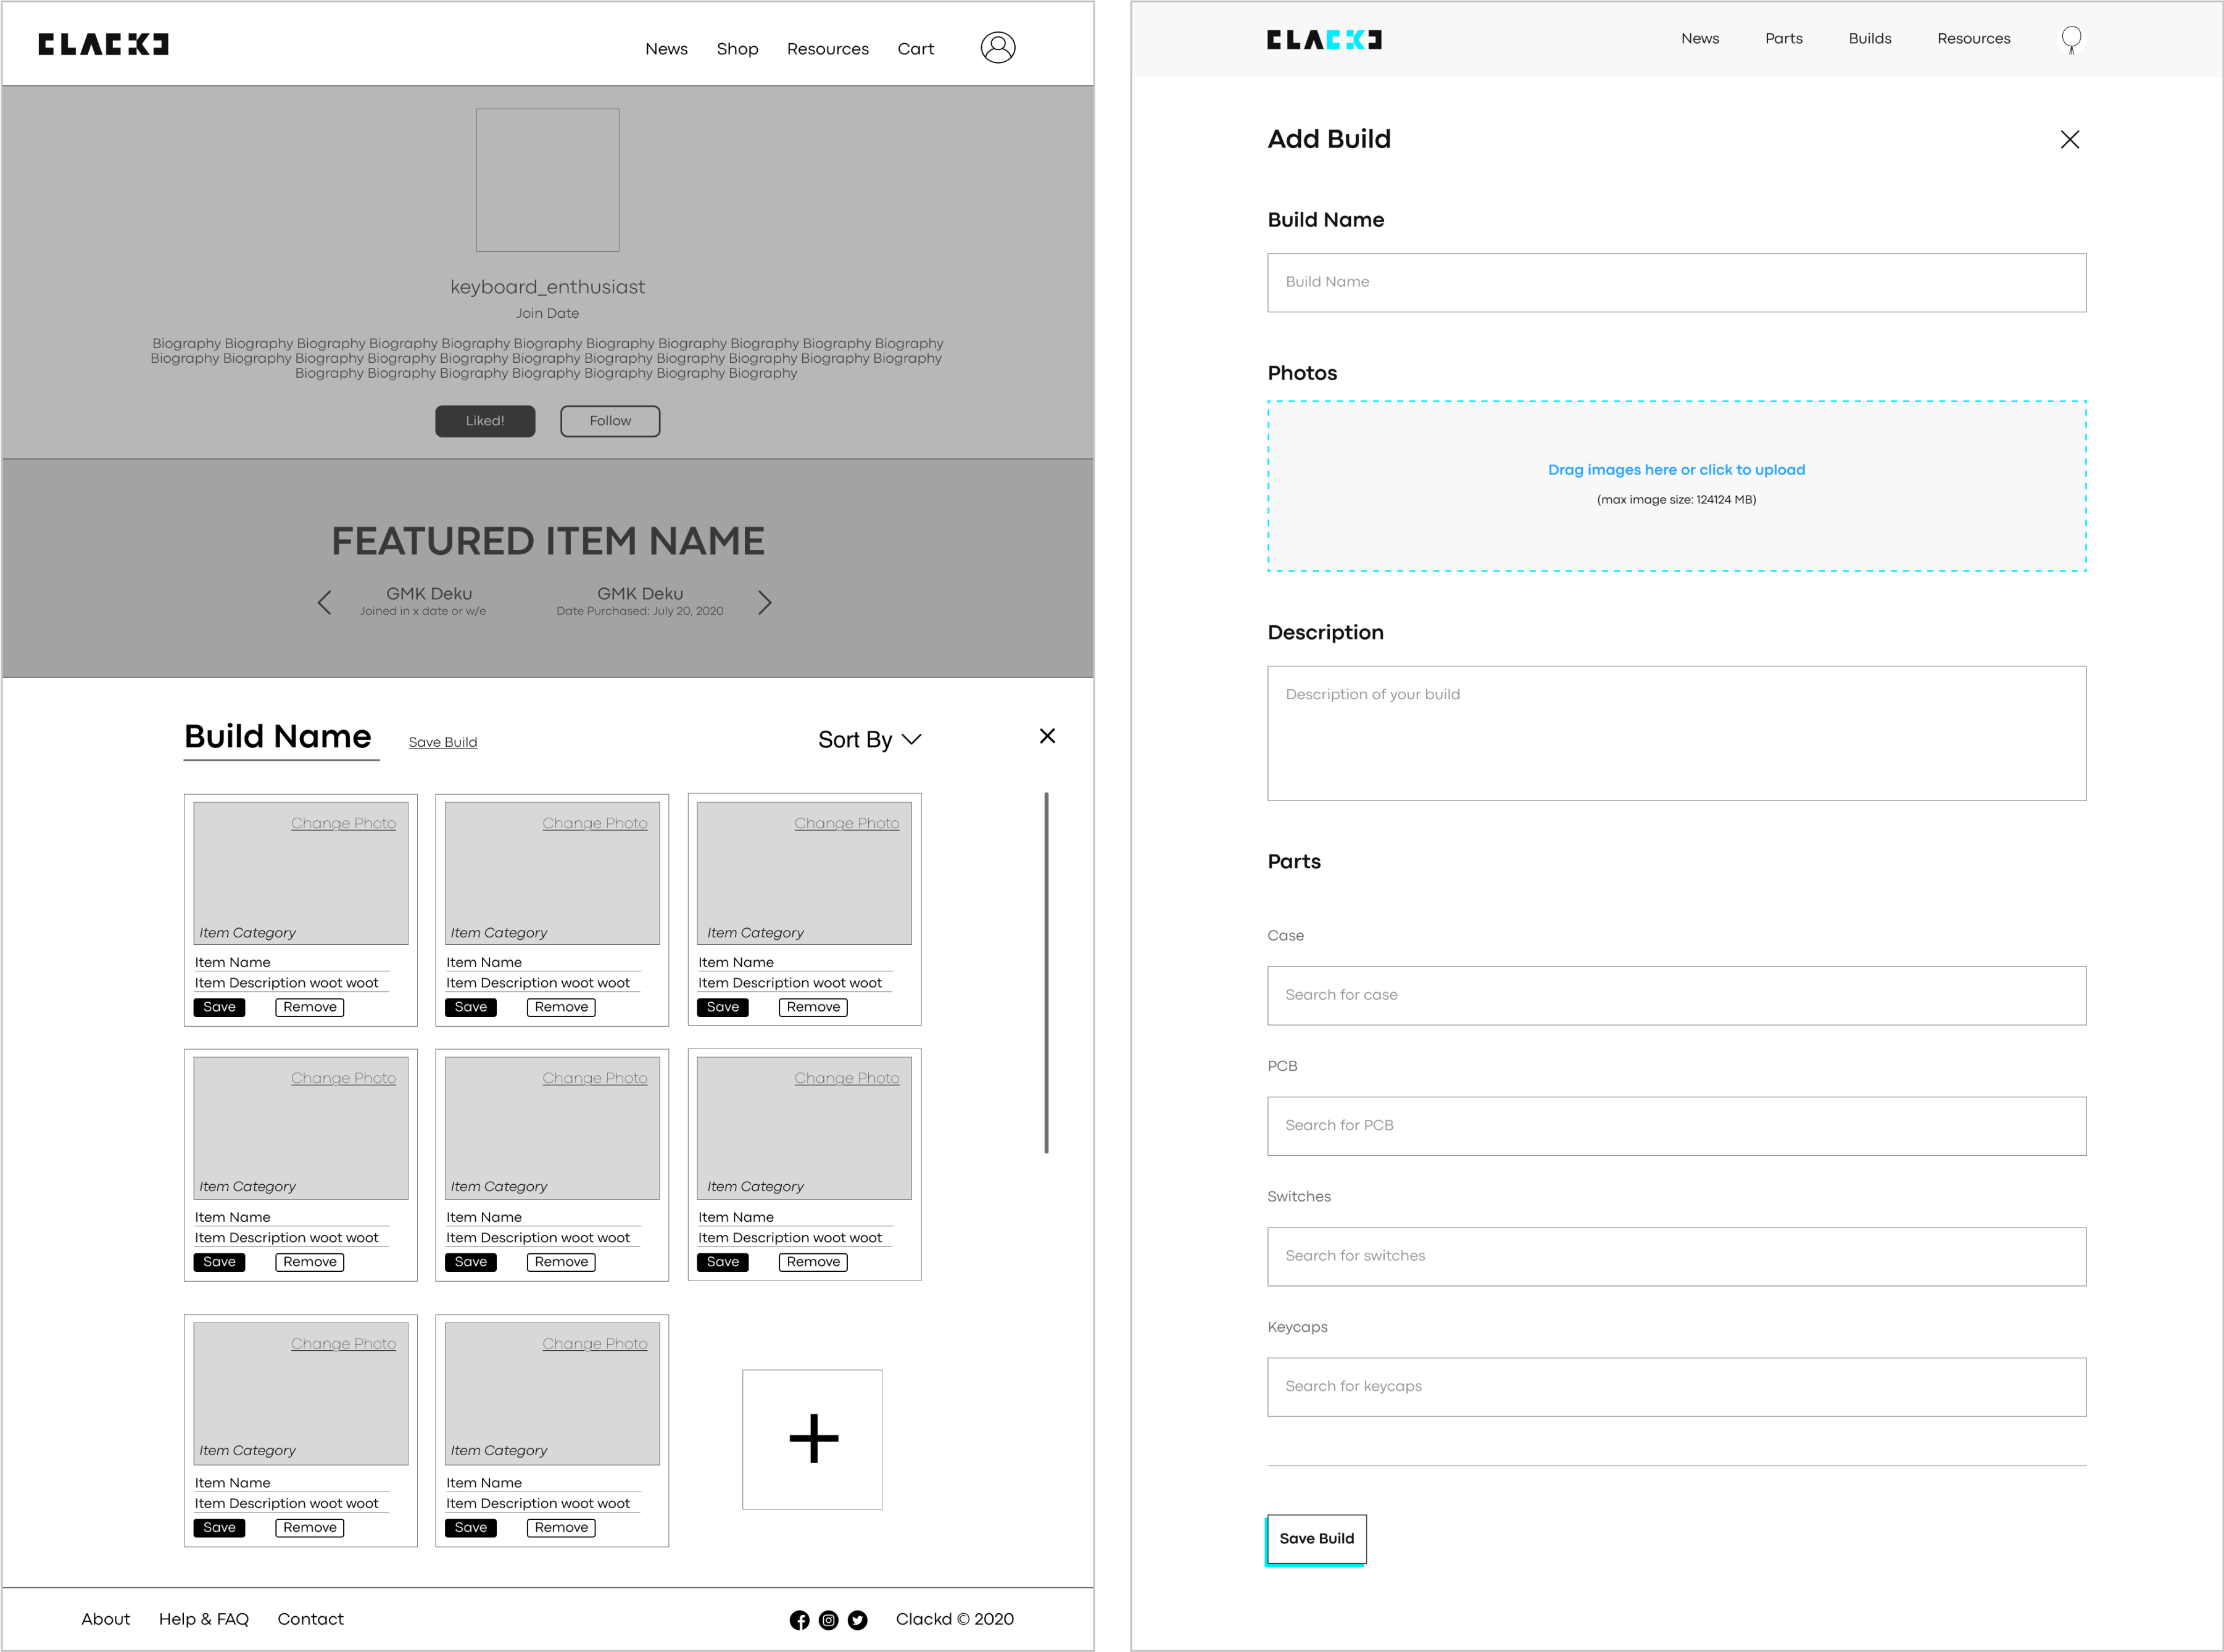 CLACKD
News Shop Resources Cart
keyboard_enthusiast
Join Date
Biography Biography Biography Biography Biography Biography Biography Biography Biography Biography Biography
Biography Biography Biography Biography Biography Biography Biography Biography Biography Biography Biography
Biography Biography Biography Biography Biography Biography Biography
Liked! Follow
FEATURED ITEM NAME
GMK Deku GMK Deku
Joined in x date or w/e Date Purchased: July 20, 2020
Build Name Save Build Sort By
Change Photo Change Photo Change Photo
Item Category Item Category Item Category
Item Name Item Name Item Name
Item Description woot woot Item Description woot woot Item Description woot woot
Save Remove Save Remove Save Remove
Change Photo Change Photo Change Photo
Item Category Item Category Item Category
Item Name Item Name Item Name
Item Description woot woot Item Description woot woot Item Description woot woot
Save Remove Save Remove Save Remove
Change Photo Change Photo
Item Category Item Category
Item Name Item Name
Item Description woot woot Item Description woot woot
Save Remove Save Remove
About Help & FAQ Contact Clackd © 2020
CLACKD
News Parts Builds Resources
Add Build
Build Name
Build Name
Photos
Drag images here or click to upload
(max image size: 124124 MB)
Description
Description of your build
Parts
Case
Search for case
PCB
Search for PCB
Switches
Search for switches
Keycaps
Search for keycaps
Save Build